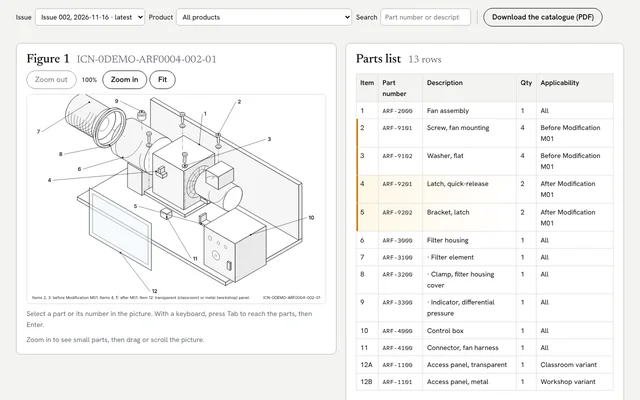 Issue Issue 002, 2026-11-16 · latest Product All products Search Part number or descript Download the catalogue (PDF)
Figure 1 ICN-0DEMO-ARF0004-002-01
Zoom out 100% Zoom in Fit
9
2
1
7
3
8
6
4
5
10
11
12
Items 2, 3: before Modification M01. Items 4, 5: after M01. Item 12: transparent (classroom) or metal (workshop) panel. ICN-0DEMO-ARF0004-002-01
Select a part or its number in the picture. With a keyboard, press Tab to reach the parts, then
Enter.
Zoom in to see small parts, then drag or scroll the picture.
Parts list 13 rows
Item Part number Description Qty Applicability
1 ARF-2000 Fan assembly 1 All
2 ARF-9101 Screw, fan mounting 4 Before Modification M01
3 ARF-9102 Washer, flat 4 Before Modification M01
4 ARF-9201 Latch, quick-release 2 After Modification M01
5 ARF-9202 Bracket, latch 2 After Modification M01
6 ARF-3000 Filter housing 1 All
7 ARF-3100 · Filter element 1 All
8 ARF-3200 · Clamp, filter housing cover 1 All
9 ARF-3300 · Indicator, differential pressure 1 All
10 ARF-4000 Control box 1 All
11 ARF-4100 Connector, fan harness 1 All
12A ARF-1100 Access panel, transparent 1 Classroom variant
12B ARF-1101 Access panel, metal 1 Workshop variant